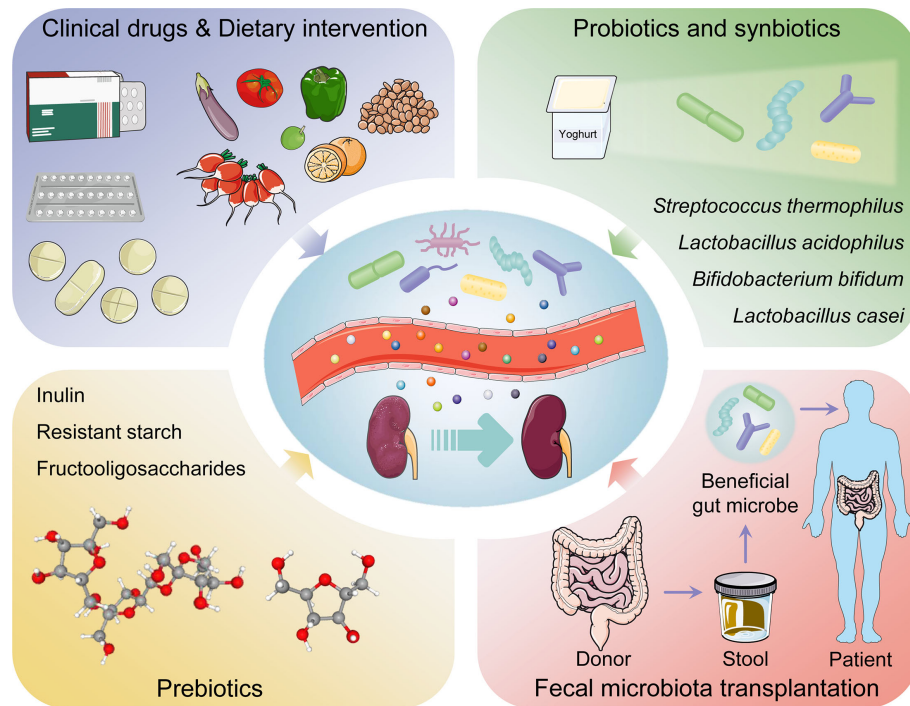 Clinical drugs & Dietary intervention
Probiotics and synbiotics
Yoghurt
Streptococcus thermophilus
Lactobacillus acidophilus
Bifidobacterium bifidum
Lactobacillus casei
Inulin
Resistant starch
Fructooligosaccharides
Prebiotics
Beneficial
gut microbe
Donor
Stool
Patient
Fecal microbiota transplantation